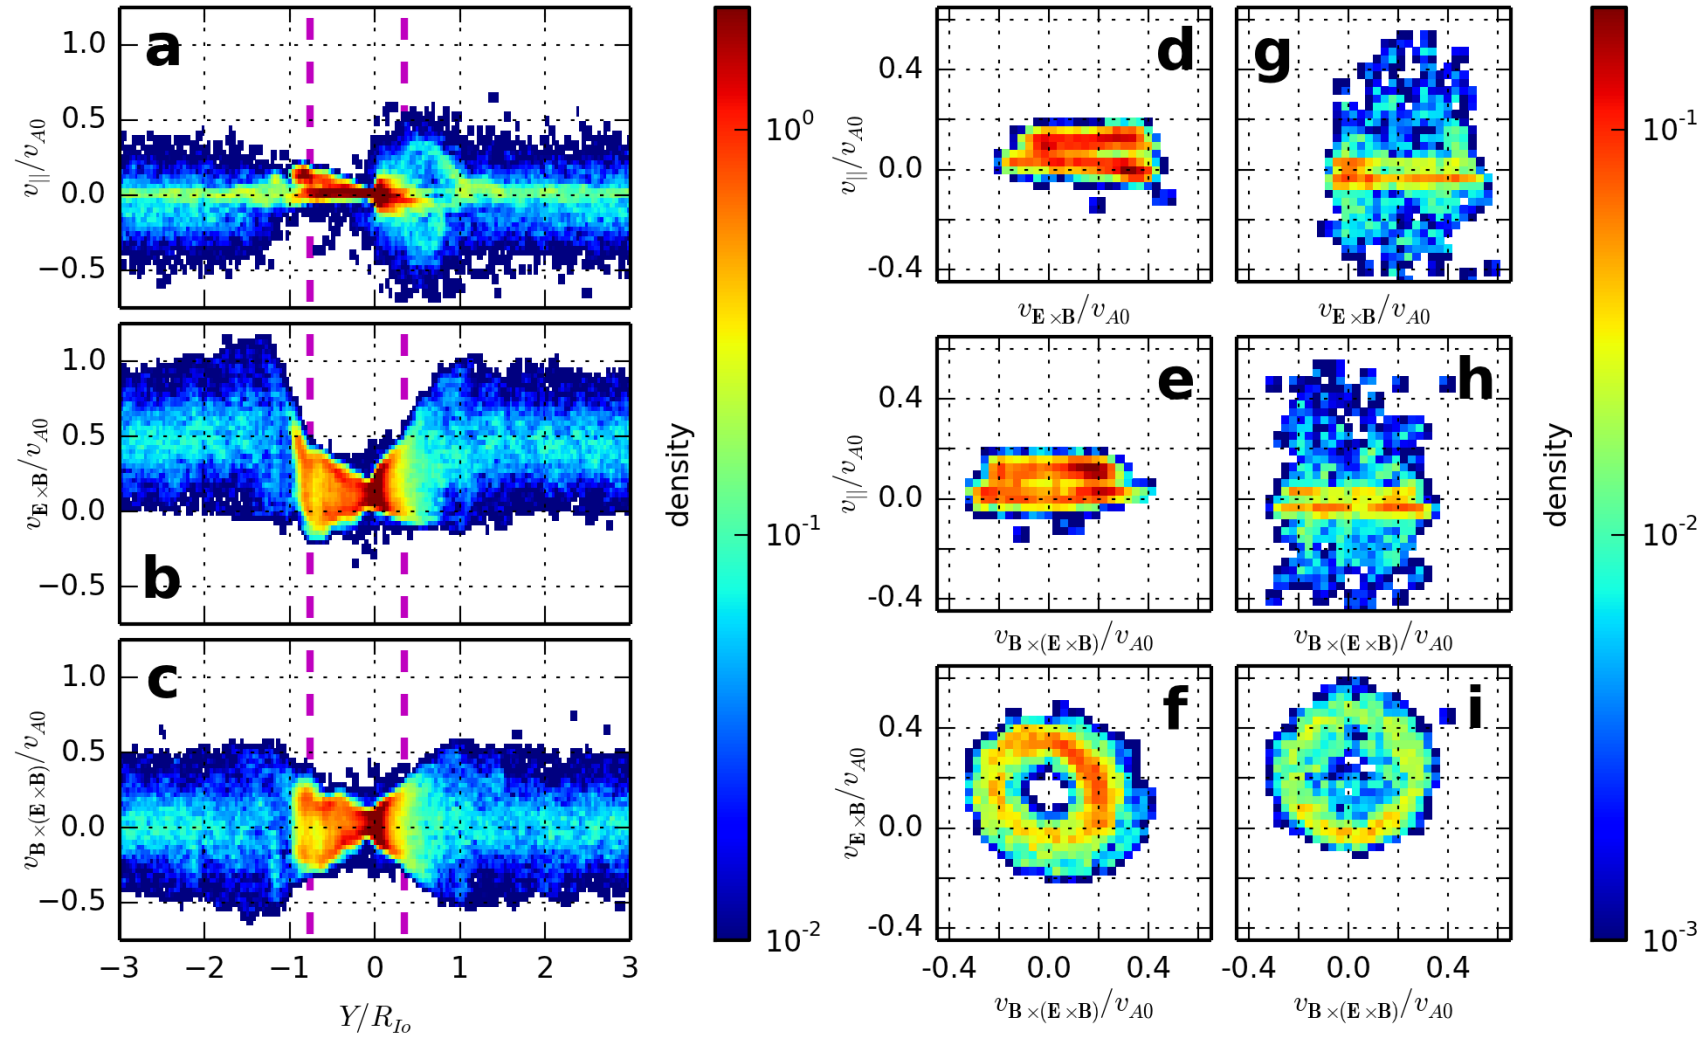 a
1.0
0.5
0.0
−0.5
v||/vA0
b
1.0
0.5
0.0
−0.5
vE×B/vA0
c
1.0
0.5
0.0
−0.5
vB×(E×B)/vA0
−3 −2 −1 0 1 2 3
Y/RIo
10^0
10^-1
10^-2
density
d
0.4
0.0
-0.4
v||/vA0
vE×B/vA0
g
vE×B/vA0
e
0.4
0.0
-0.4
v||/vA0
vB×(E×B)/vA0
h
vB×(E×B)/vA0
f
0.4
0.0
-0.4
vE×B/vA0
-0.4 0.0 0.4
vB×(E×B)/vA0
i
-0.4 0.0 0.4
vB×(E×B)/vA0
10^-1
10^-2
10^-3
density